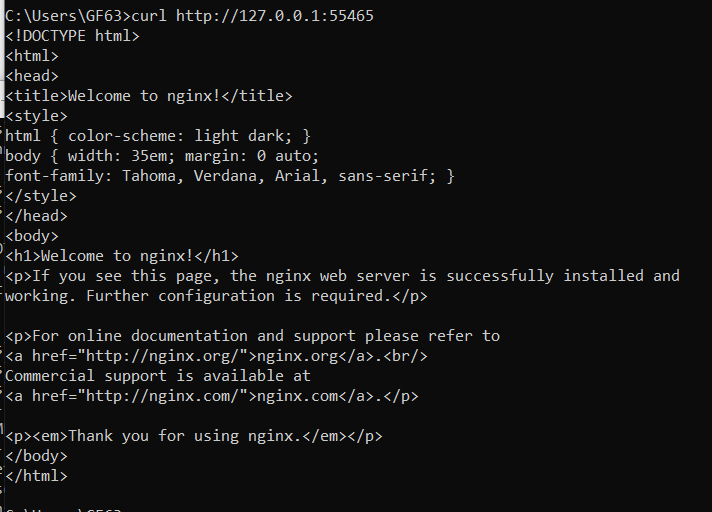 C:\Users\GF63>curl http://127.0.0.1:55465
<!DOCTYPE html>
<html>
<head>
<title>Welcome to nginx!</title>
<style>
html { color-scheme: light dark; }
body { width: 35em; margin: 0 auto;
font-family: Tahoma, Verdana, Arial, sans-serif; }
</style>
</head>
<body>
<h1>Welcome to nginx!</h1>
<p>If you see this page, the nginx web server is successfully installed and
working. Further configuration is required.</p>

<p>For online documentation and support please refer to
<a href="http://nginx.org/">nginx.org</a>.<br/>
Commercial support is available at
<a href="http://nginx.com/">nginx.com</a>.</p>

<p><em>Thank you for using nginx.</em></p>
</body>
</html>